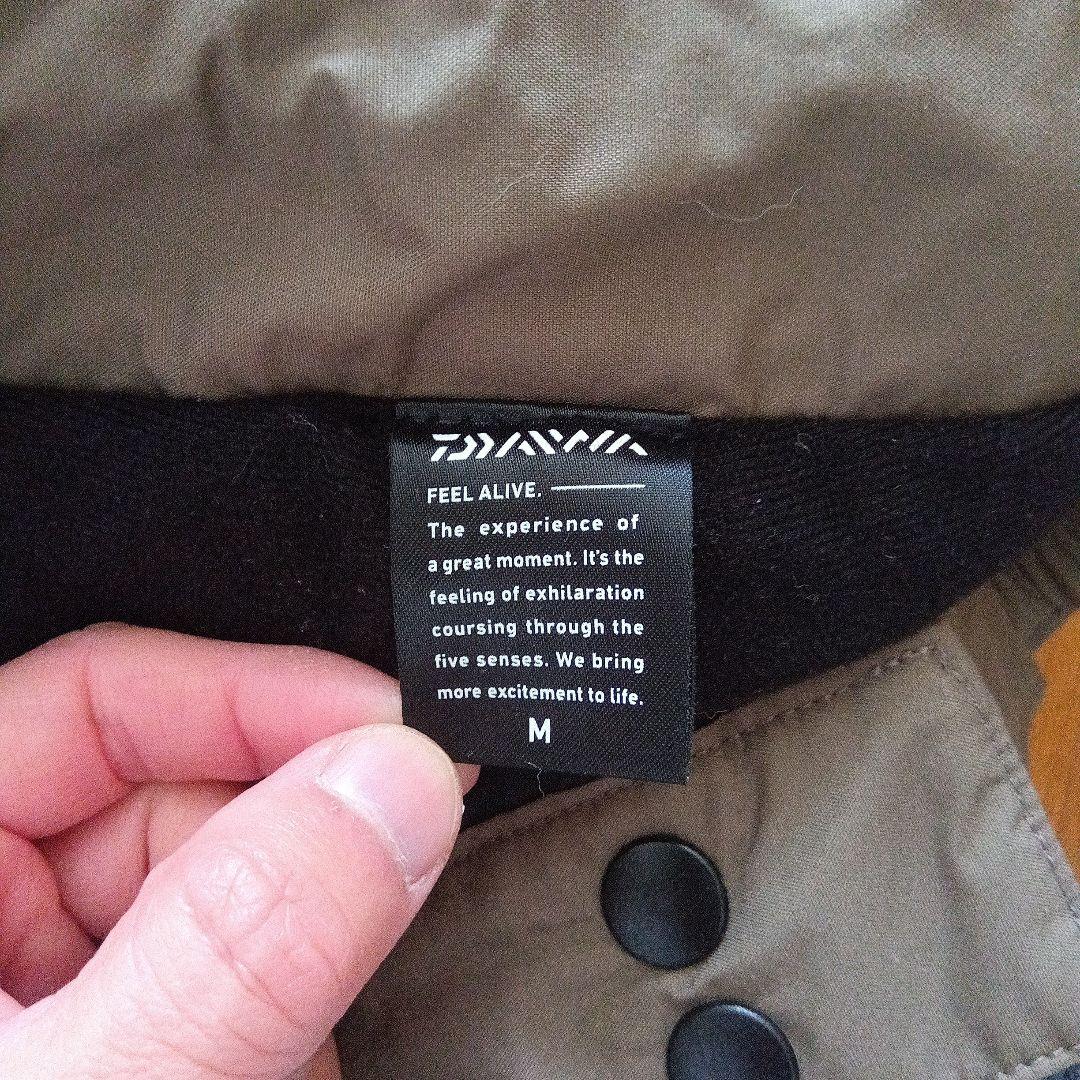 DAIWA
FEEL ALIVE.
The experience of
a great moment. It's the
feeling of exhilaration
coursing through the
five senses. We bring
more excitement to life.
M